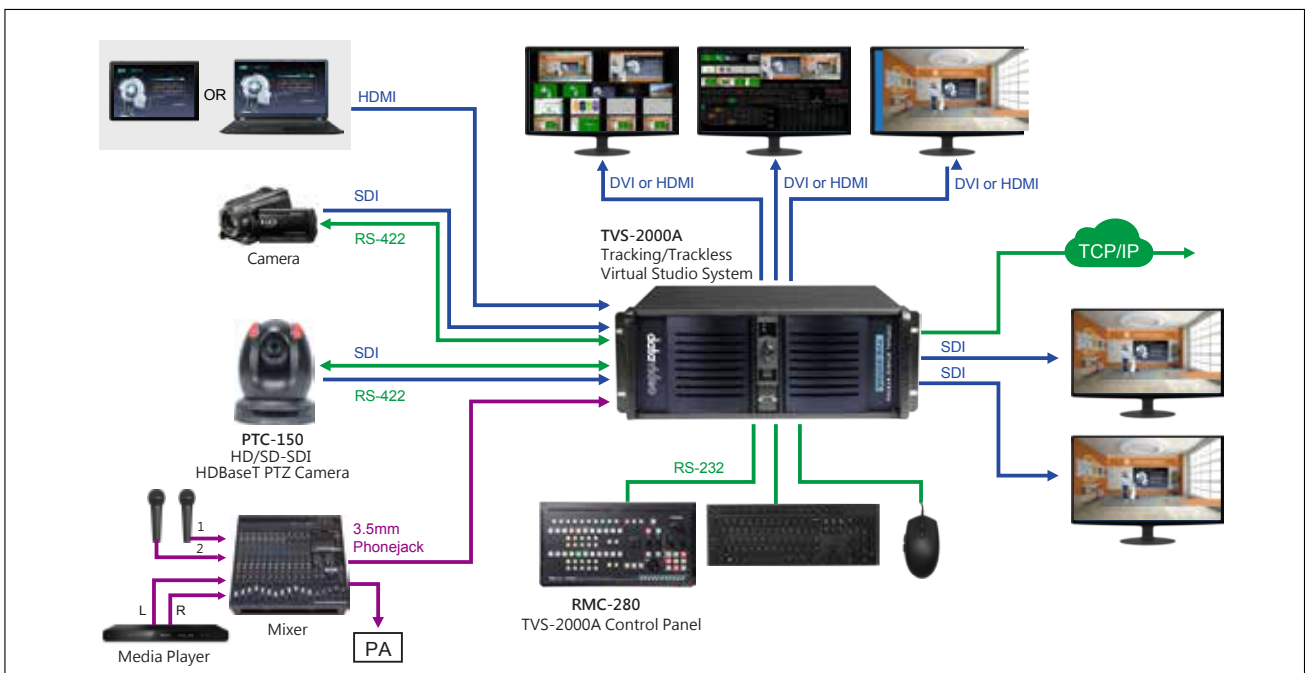 OR
HDMI
DVI or HDMI
DVI or HDMI
DVI or HDMI
SDI
RS-422
Camera
TVS-2000A
Tracking/Trackless
Virtual Studio System
TCP/IP
datavideo
SDI
SDI
SDI
RS-422
PTC-150
HD/SD-SDI
HDBaseT PTZ Camera
RS-232
1
2
3.5mm
Phonejack
L
R
Mixer
Media Player
PA
RMC-280
TVS-2000A Control Panel